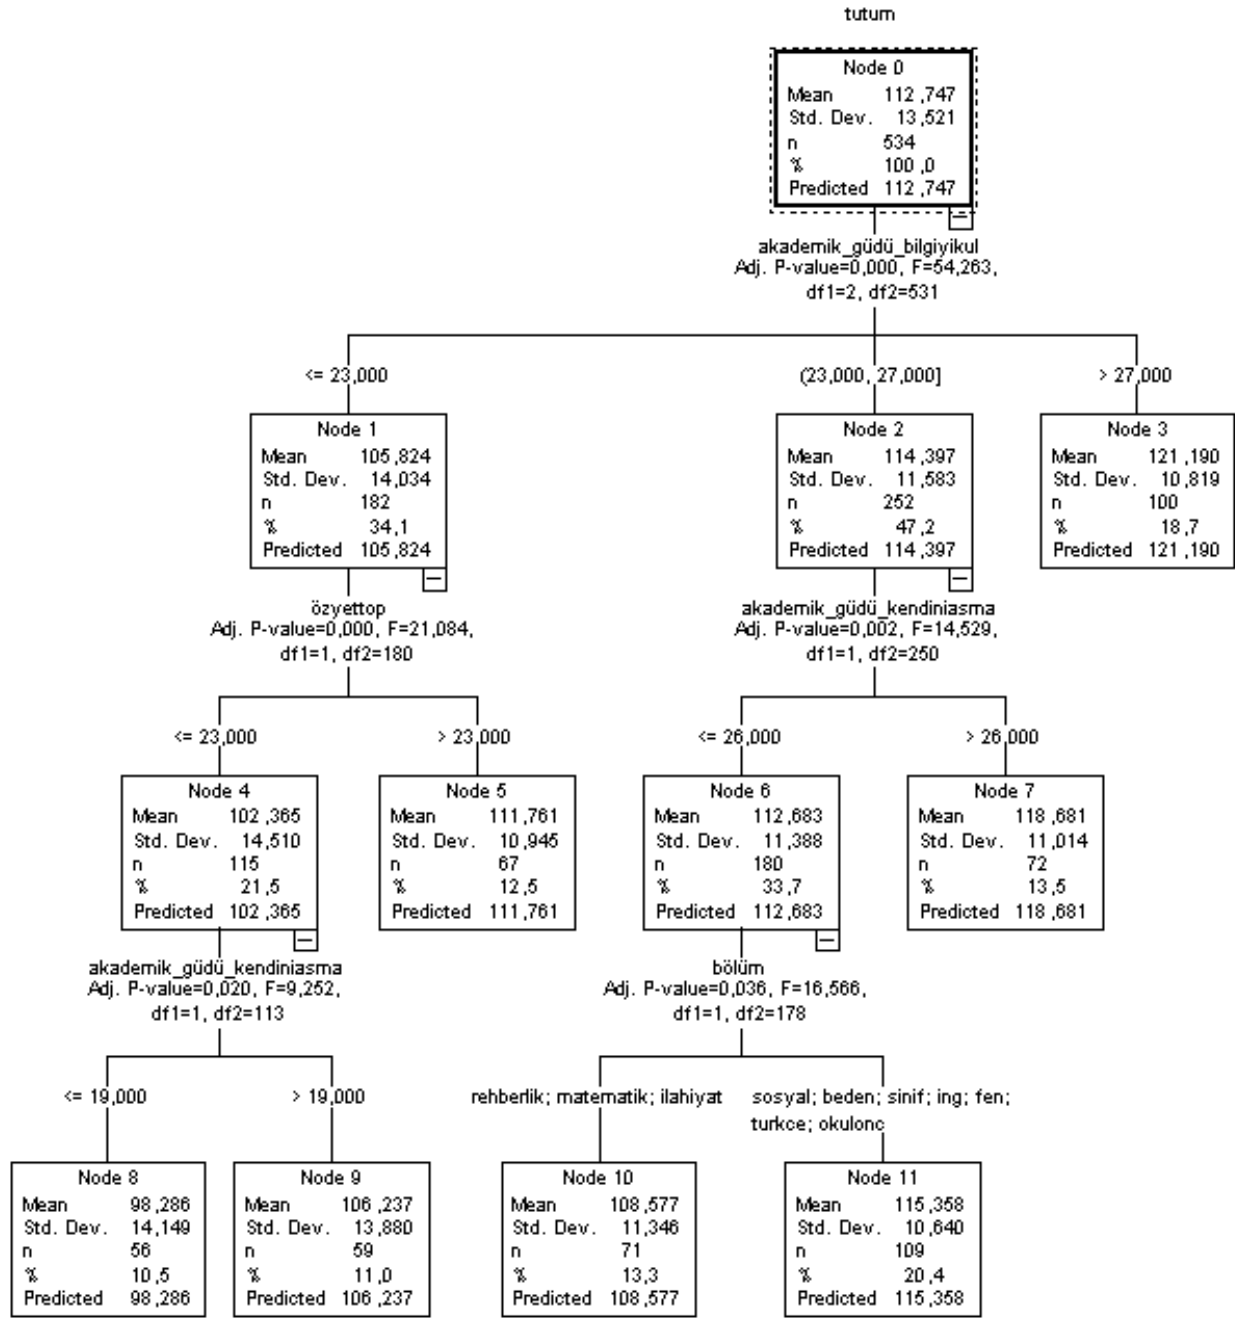 tutum
Node 0
Mean 112,747
Std. Dev. 13,521
n 534
% 100,0
Predicted 112,747
akademik_güdü_bilgiyikul
Adj. P-value=0,000, F=54,263,
df1=2, df2=531
<= 23,000
(23,000, 27,000]
> 27,000
Node 1
Mean 105,824
Std. Dev. 14,034
n 182
% 34,1
Predicted 105,824
Node 2
Mean 114,397
Std. Dev. 11,583
n 252
% 47,2
Predicted 114,397
Node 3
Mean 121,190
Std. Dev. 10,819
n 100
% 18,7
Predicted 121,190
özyettop
Adj. P-value=0,000, F=21,084,
df1=1, df2=180
akademik_güdü_kendiniasma
Adj. P-value=0,002, F=14,529,
df1=1, df2=250
<= 23,000
> 23,000
<= 26,000
> 26,000
Node 4
Mean 102,365
Std. Dev. 14,510
n 115
% 21,5
Predicted 102,365
Node 5
Mean 111,761
Std. Dev. 10,945
n 67
% 12,5
Predicted 111,761
Node 6
Mean 112,683
Std. Dev. 11,388
n 180
% 33,7
Predicted 112,683
Node 7
Mean 118,681
Std. Dev. 11,014
n 72
% 13,5
Predicted 118,681
akademik_güdü_kendiniasma
Adj. P-value=0,020, F=9,252,
df1=1, df2=113
bölüm
Adj. P-value=0,036, F=16,566,
df1=1, df2=178
<= 19,000
> 19,000
rehberlik; matematik; ilahiyat
sosyal; beden; sinif; ing; fen;
turkce; okulonc
Node 8
Mean 98,286
Std. Dev. 14,149
n 56
% 10,5
Predicted 98,286
Node 9
Mean 106,237
Std. Dev. 13,880
n 59
% 11,0
Predicted 106,237
Node 10
Mean 108,577
Std. Dev. 11,346
n 71
% 13,3
Predicted 108,577
Node 11
Mean 115,358
Std. Dev. 10,640
n 109
% 20,4
Predicted 115,358